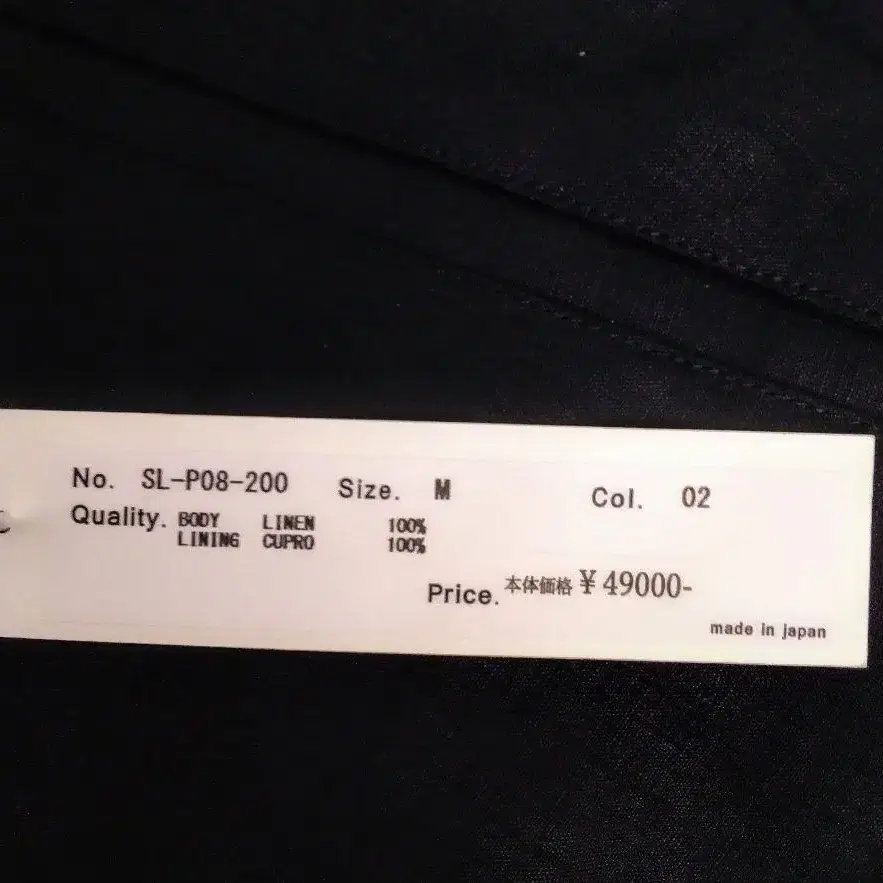 No. SL-P08-200 Size. M Col. 02
Quality. BODY LINEN 100%
LINING CUPRO 100%
Price. 本体価格 ¥49000-
made in japan